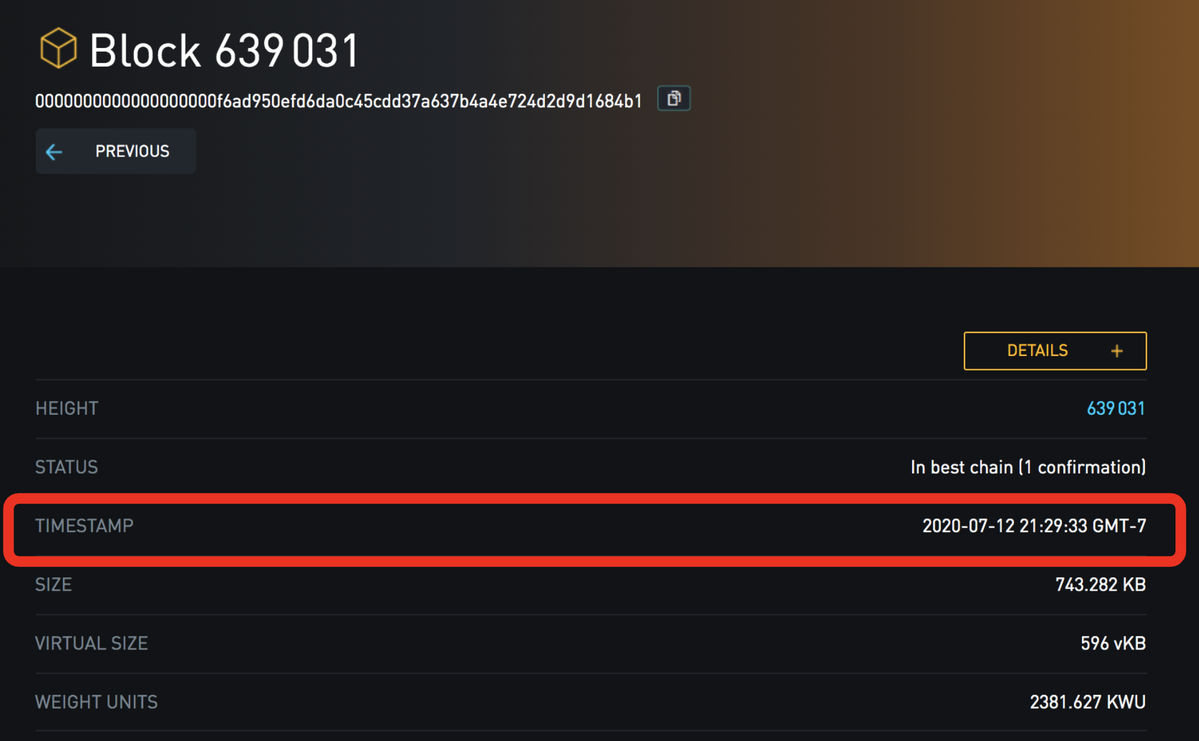 Block 639 031
0000000000000000000f6ad950efd6da0c45cdd37a637b4a4e724d2d9d1684b1
PREVIOUS
DETAILS +
HEIGHT 639 031
STATUS In best chain (1 confirmation)
TIMESTAMP 2020-07-12 21:29:33 GMT-7
SIZE 743.282 KB
VIRTUAL SIZE 596 vKB
WEIGHT UNITS 2381.627 KWU